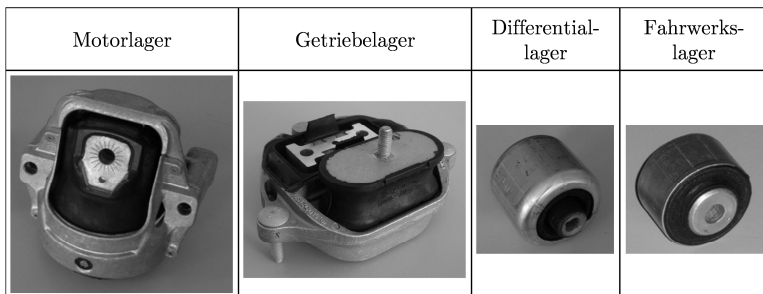 Motorlager
Getriebelager
Differential-
lager
Fahrwerks-
lager